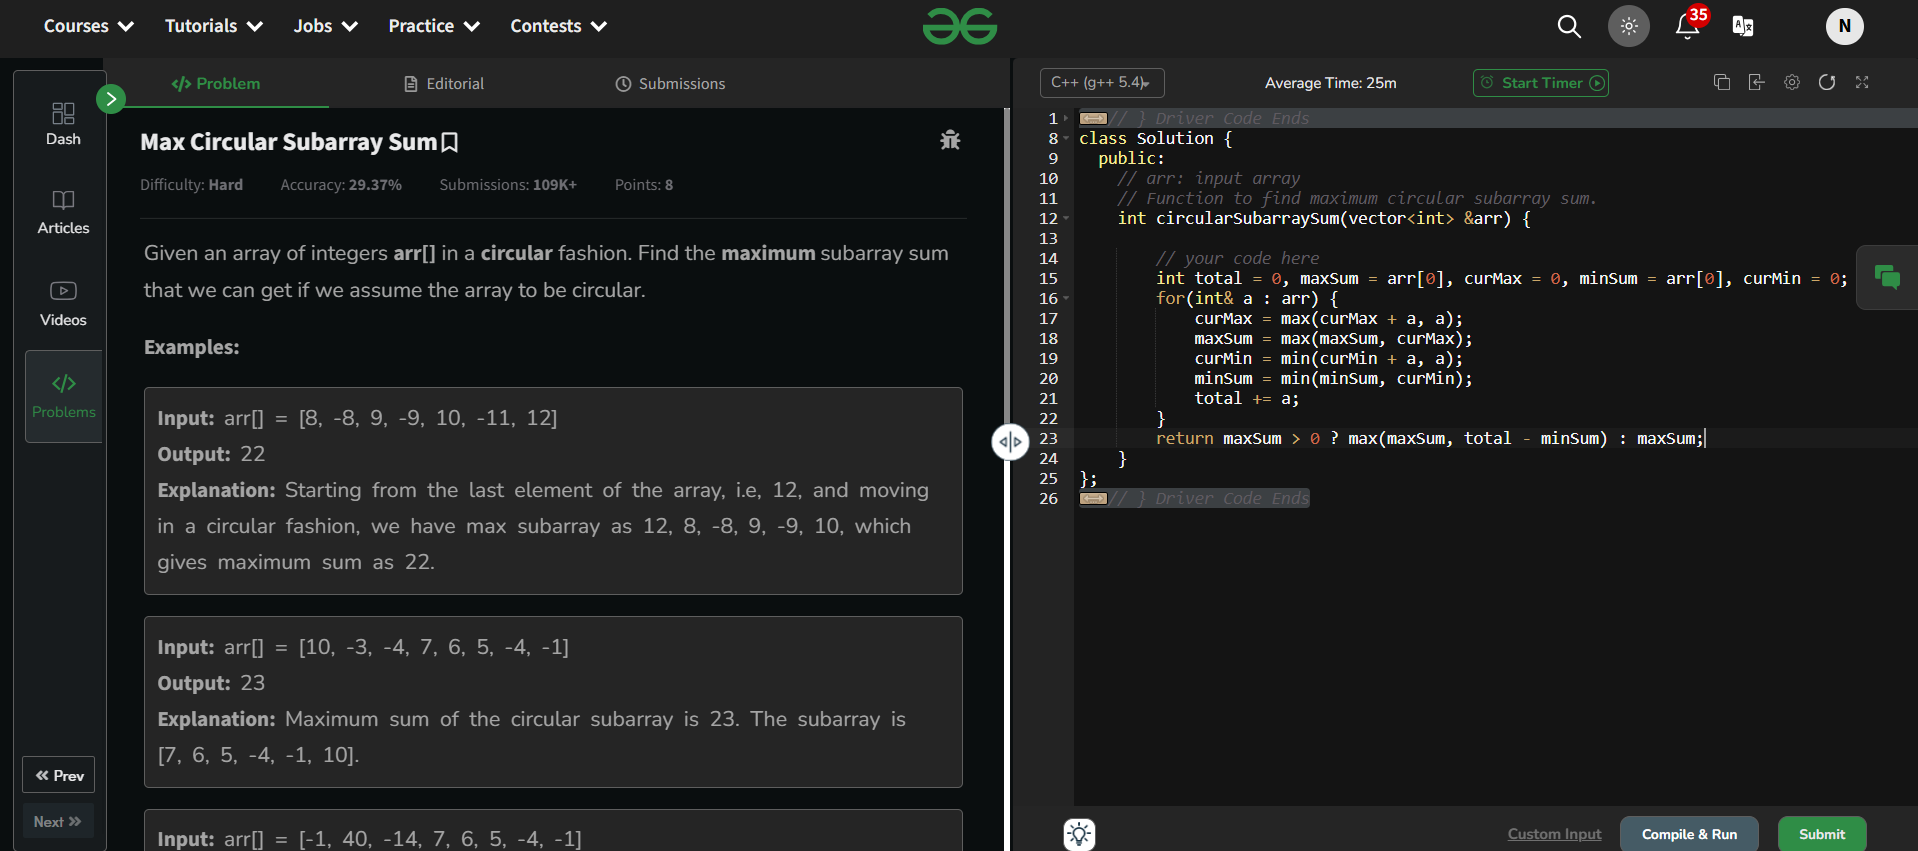 Courses Tutorials Jobs Practice Contests
35
N
Dash
Articles
Videos
Problems
Prev
Next
Problem Editorial Submissions
Max Circular Subarray Sum
Difficulty: Hard Accuracy: 29.37% Submissions: 109K+ Points: 8
Given an array of integers arr[] in a circular fashion. Find the maximum subarray sum
that we can get if we assume the array to be circular.
Examples:
Input: arr[] = [8, -8, 9, -9, 10, -11, 12]
Output: 22
Explanation: Starting from the last element of the array, i.e, 12, and moving
in a circular fashion, we have max subarray as 12, 8, -8, 9, -9, 10, which
gives maximum sum as 22.
Input: arr[] = [10, -3, -4, 7, 6, 5, -4, -1]
Output: 23
Explanation: Maximum sum of the circular subarray is 23. The subarray is
[7, 6, 5, -4, -1, 10].
Input: arr[] = [-1, 40, -14, 7, 6, 5, -4, -1]
C++ (g++ 5.4) Average Time: 25m Start Timer
1 // } Driver Code Ends
8 class Solution {
9 public:
10 // arr: input array
11 // Function to find maximum circular subarray sum.
12 int circularSubarraySum(vector<int> &arr) {
13
14 // your code here
15 int total = 0, maxSum = arr[0], curMax = 0, minSum = arr[0], curMin = 0;
16 for(int& a : arr) {
17 curMax = max(curMax + a, a);
18 maxSum = max(maxSum, curMax);
19 curMin = min(curMin + a, a);
20 minSum = min(minSum, curMin);
21 total += a;
22 }
23 return maxSum > 0 ? max(maxSum, total - minSum) : maxSum;
24 }
25 };
26 // } Driver Code Ends
Custom Input Compile & Run Submit